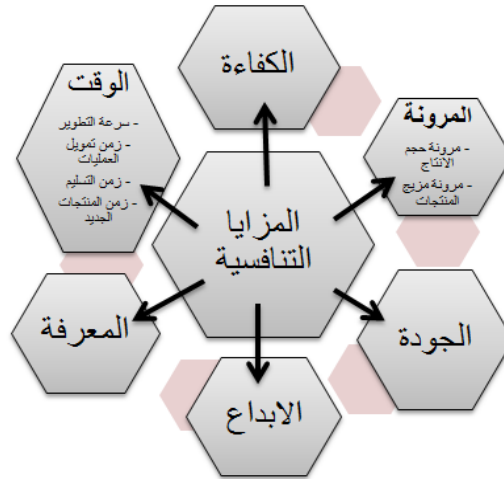 الكفاءة
المرونة
- مرونة حجم
الانتاج
- مرونة مزيج
المنتجات
الوقت
- سرعة التطوير
- زمن تمويل
العمليات
- زمن التسليم
- زمن المنتجات
الجديد
المزايا
التنافسية
الجودة
المعرفة
الابداع